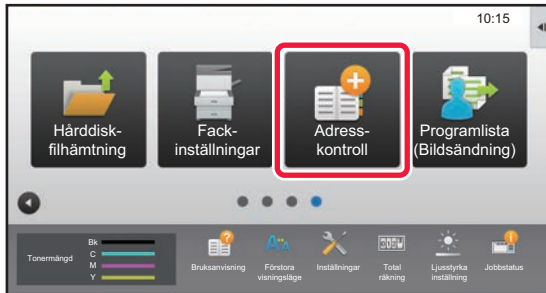 10:15
Hårddisk-
filhämtning
Fack-
inställningar
Adress-
kontroll
Programlista
(Bildsändning)
Tonermängd
Bk
C
M
Y
Bruksanvisning
Förstora
visningsläge
Inställningar
Total
räkning
Ljusstyrka
inställning
Jobbstatus